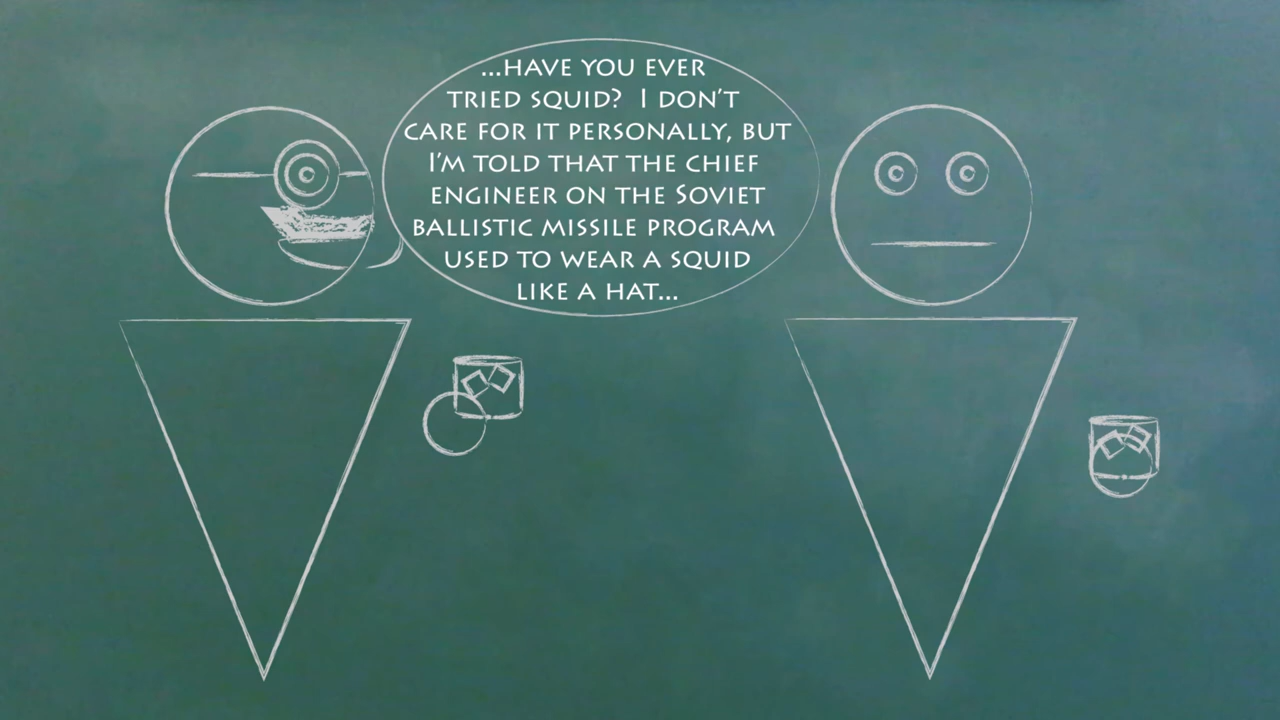 ...HAVE YOU EVER
TRIED SQUID?  I DON'T
CARE FOR IT PERSONALLY, BUT
I'M TOLD THAT THE CHIEF
ENGINEER ON THE SOVIET
BALLISTIC MISSILE PROGRAM
USED TO WEAR A SQUID
LIKE A HAT...